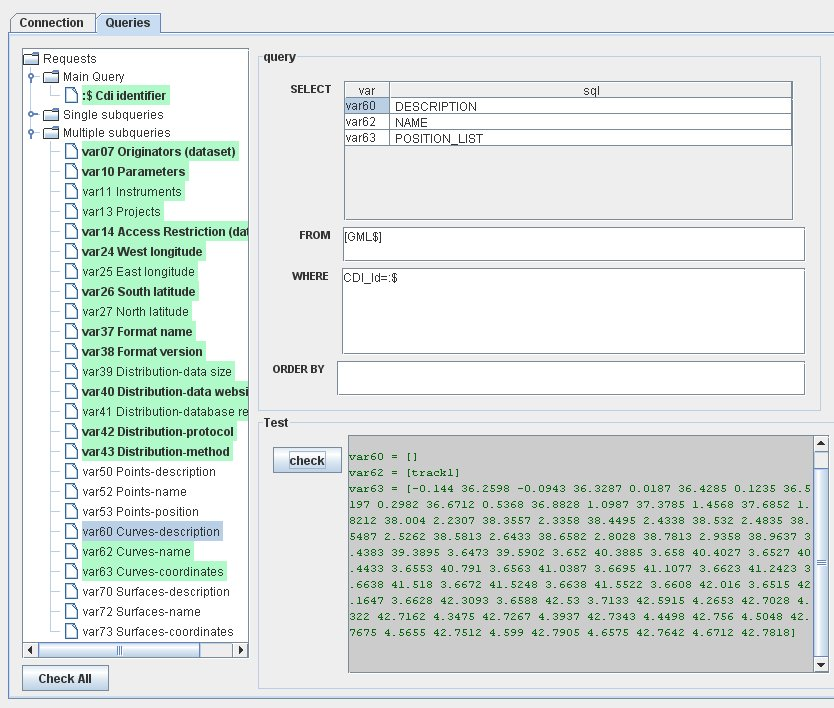 Connection Queries
Requests
Main Query
:$ Cdi identifier
Single subqueries
Multiple subqueries
var07 Originators (dataset)
var10 Parameters
var11 Instruments
var13 Projects
var14 Access Restriction (dat
var24 West longitude
var25 East longitude
var26 South latitude
var27 North latitude
var37 Format name
var38 Format version
var39 Distribution-data size
var40 Distribution-data websi
var41 Distribution-database re
var42 Distribution-protocol
var43 Distribution-method
var50 Points-description
var52 Points-name
var53 Points-position
var60 Curves-description
var62 Curves-name
var63 Curves-coordinates
var70 Surfaces-description
var72 Surfaces-name
var73 Surfaces-coordinates
Check All
query
SELECT
var sql
var60 DESCRIPTION
var62 NAME
var63 POSITION_LIST
FROM
[GML$]
WHERE
CDI_Id=:$
ORDER BY
Test
check
var60 = []
var62 = [track1]
var63 = [-0.144 36.2598 -0.0943 36.3287 0.0187 36.4285 0.1235 36.5
197 0.2982 36.6712 0.5368 36.8828 1.0987 37.3785 1.4568 37.6852 1.
8212 38.004 2.2307 38.3557 2.3358 38.4495 2.4338 38.532 2.4835 38.
5487 2.5262 38.5813 2.6433 38.6582 2.8028 38.7813 2.9358 38.9637 3
.4383 39.3895 3.6473 39.5902 3.652 40.3885 3.658 40.4027 3.6527 40
.4433 3.6553 40.791 3.6563 41.0387 3.6695 41.1077 3.6623 41.2423 3
.6638 41.518 3.6672 41.5248 3.6638 41.5522 3.6608 42.016 3.6515 42
.1647 3.6628 42.3093 3.6588 42.53 3.7133 42.5915 4.2653 42.7028 4.
322 42.7162 4.3475 42.7267 4.3937 42.7343 4.4498 42.756 4.5048 42.
7675 4.5655 42.7512 4.599 42.7905 4.6575 42.7642 4.6712 42.7818]